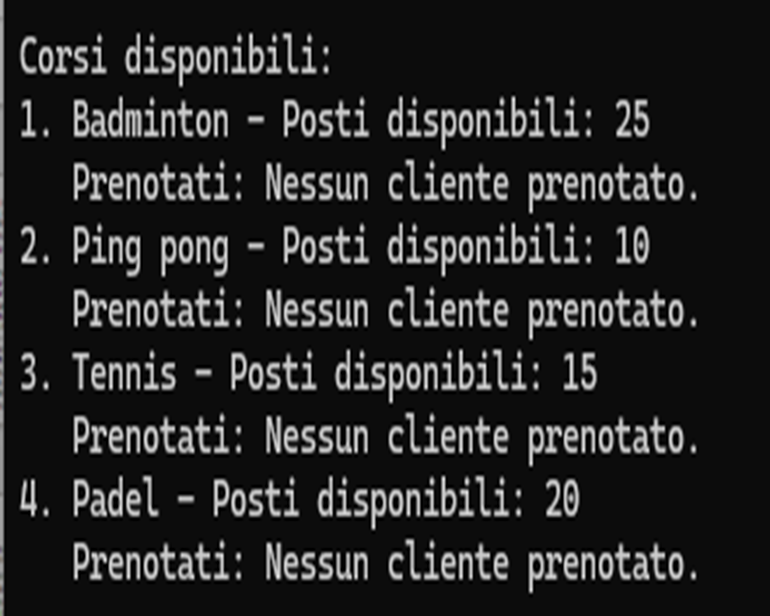 Corsi disponibili:
1. Badminton - Posti disponibili: 25
Prenotati: Nessun cliente prenotato.
2. Ping pong - Posti disponibili: 10
Prenotati: Nessun cliente prenotato.
3. Tennis - Posti disponibili: 15
Prenotati: Nessun cliente prenotato.
4. Padel - Posti disponibili: 20
Prenotati: Nessun cliente prenotato.